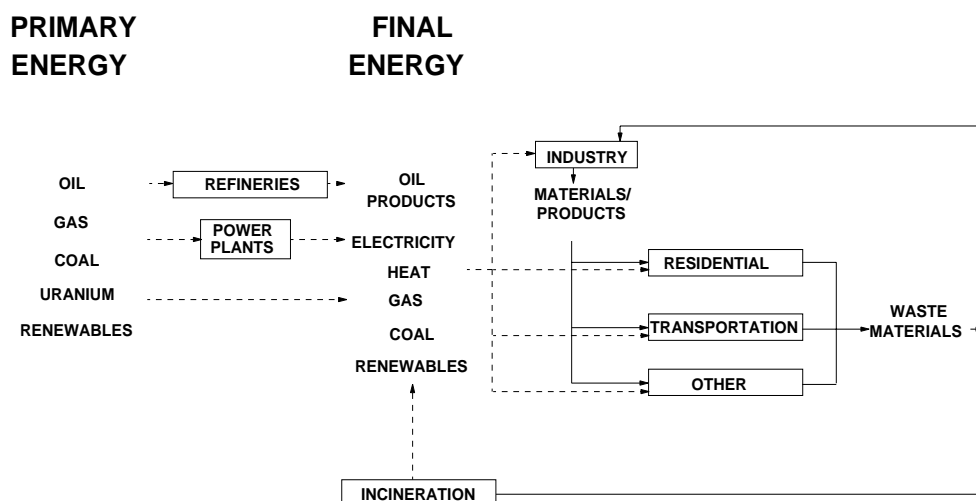 PRIMARY
ENERGY
FINAL
ENERGY
OIL
GAS
COAL
URANIUM
RENEWABLES
REFINERIES
POWER
PLANTS
OIL
PRODUCTS
ELECTRICITY
HEAT
GAS
COAL
RENEWABLES
INCINERATION
INDUSTRY
MATERIALS/
PRODUCTS
RESIDENTIAL
TRANSPORTATION
OTHER
WASTE
MATERIALS